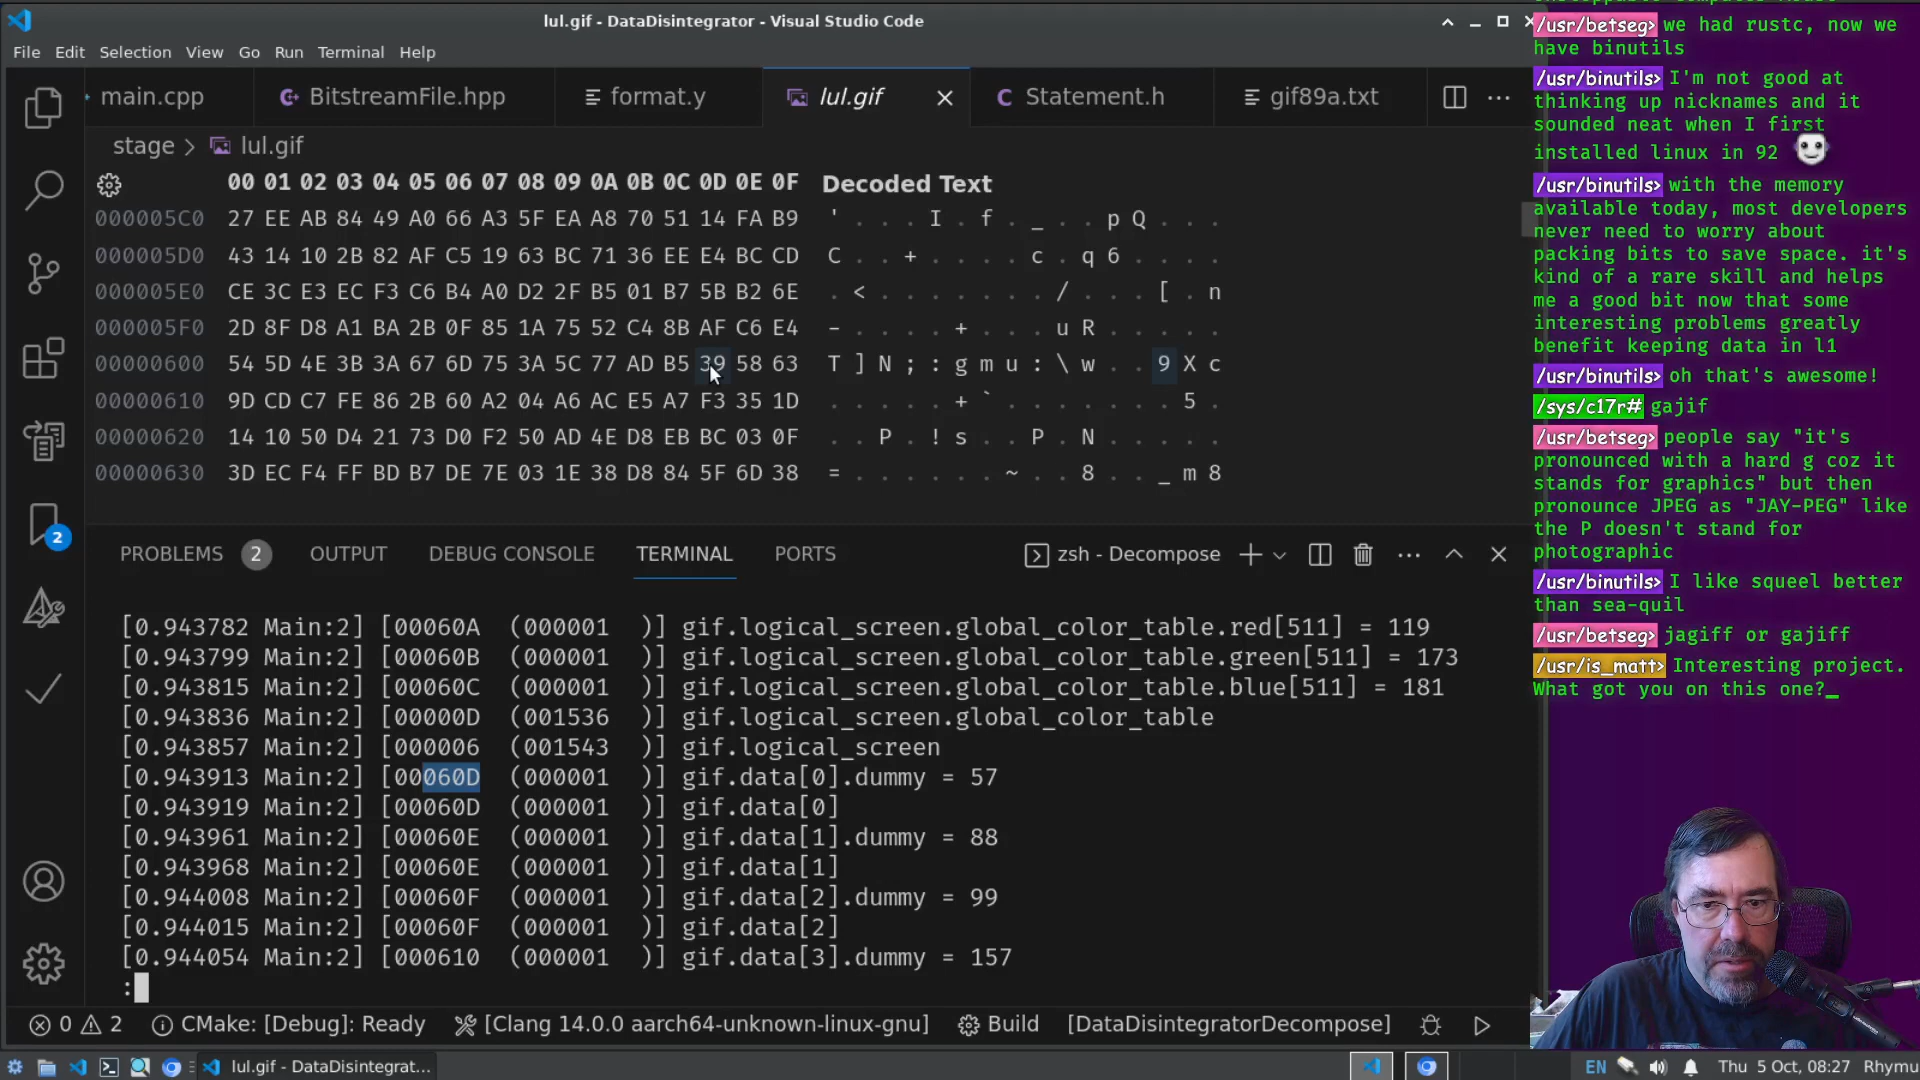 lul.gif - DataDisintegrator - Visual Studio Code
File Edit Selection View Go Run Terminal Help
main.cpp BitstreamFile.hpp format.y lul.gif Statement.h gif89a.txt
stage > lul.gif
00 01 02 03 04 05 06 07 08 09 0A 0B 0C 0D 0E 0F Decoded Text
000005C0 27 EE AB 84 49 A0 66 A3 5F EA A8 70 51 14 FA B9 ' . . . I . f . _ . . p Q . . .
000005D0 43 14 10 2B 82 AF C5 19 63 BC 71 36 EE E4 BC CD C . . + . . . . c . q 6 . . . .
000005E0 CE 3C E3 EC F3 C6 B4 A0 D2 2F B5 01 B7 5B B2 6E . < . . . . . . . / . . . [ . n
000005F0 2D 8F D8 A1 BA 2B 0F 85 1A 75 52 C4 8B AF C6 E4 - . . . . + . . . u R . . . . .
00000600 54 5D 4E 3B 3A 67 6D 75 3A 5C 77 AD B5 39 58 63 T ] N ; : g m u : \ w . . 9 X c
00000610 9D CD C7 FE 86 2B 60 A2 04 A6 AC E5 A7 F3 35 1D . . . . . + ` . . . . . . . 5 .
00000620 14 10 50 D4 21 73 D0 F2 50 AD 4E D8 EB BC 03 0F . . P . ! s . . P . N . . . . .
00000630 3D EC F4 FF BD B7 DE 7E 03 1E 38 D8 84 5F 6D 38 = . . . . . . ~ . . 8 . . _ m 8
PROBLEMS 2 OUTPUT DEBUG CONSOLE TERMINAL PORTS zsh - Decompose
[0.943782 Main:2] [00060A (000001 )] gif.logical_screen.global_color_table.red[511] = 119
[0.943799 Main:2] [00060B (000001 )] gif.logical_screen.global_color_table.green[511] = 173
[0.943815 Main:2] [00060C (000001 )] gif.logical_screen.global_color_table.blue[511] = 181
[0.943836 Main:2] [00000D (001536 )] gif.logical_screen.global_color_table
[0.943857 Main:2] [000006 (001543 )] gif.logical_screen
[0.943913 Main:2] [00060D (000001 )] gif.data[0].dummy = 57
[0.943919 Main:2] [00060D (000001 )] gif.data[0]
[0.943961 Main:2] [00060E (000001 )] gif.data[1].dummy = 88
[0.943968 Main:2] [00060E (000001 )] gif.data[1]
[0.944008 Main:2] [00060F (000001 )] gif.data[2].dummy = 99
[0.944015 Main:2] [00060F (000001 )] gif.data[2]
[0.944054 Main:2] [000610 (000001 )] gif.data[3].dummy = 157
:
0 2 CMake: [Debug]: Ready [Clang 14.0.0 aarch64-unknown-linux-gnu] Build [DataDisintegratorDecompose]
lul.gif - DataDisintegrat... EN Thu 5 Oct, 08:27 Rhymu
/usr/betseg> we had rustc, now we
have binutils
/usr/binutils> I'm not good at
thinking up nicknames and it
sounded neat when I first
installed linux in 92
/usr/binutils> with the memory
available today, most developers
never need to worry about
packing bits to save space. it's
kind of a rare skill and helps
me a good bit now that some
interesting problems greatly
benefit keeping data in l1
/usr/binutils> oh that's awesome!
/sys/c17r# gajif
/usr/betseg> people say "it's
pronounced with a hard g coz it
stands for graphics" but then
pronounce JPEG as "JAY-PEG" like
the P doesn't stand for
photographic
/usr/binutils> I like squeel better
than sea-quil
/usr/betseg> jagiff or gajiff
/usr/is_matt> Interesting project.
What got you on this one?_